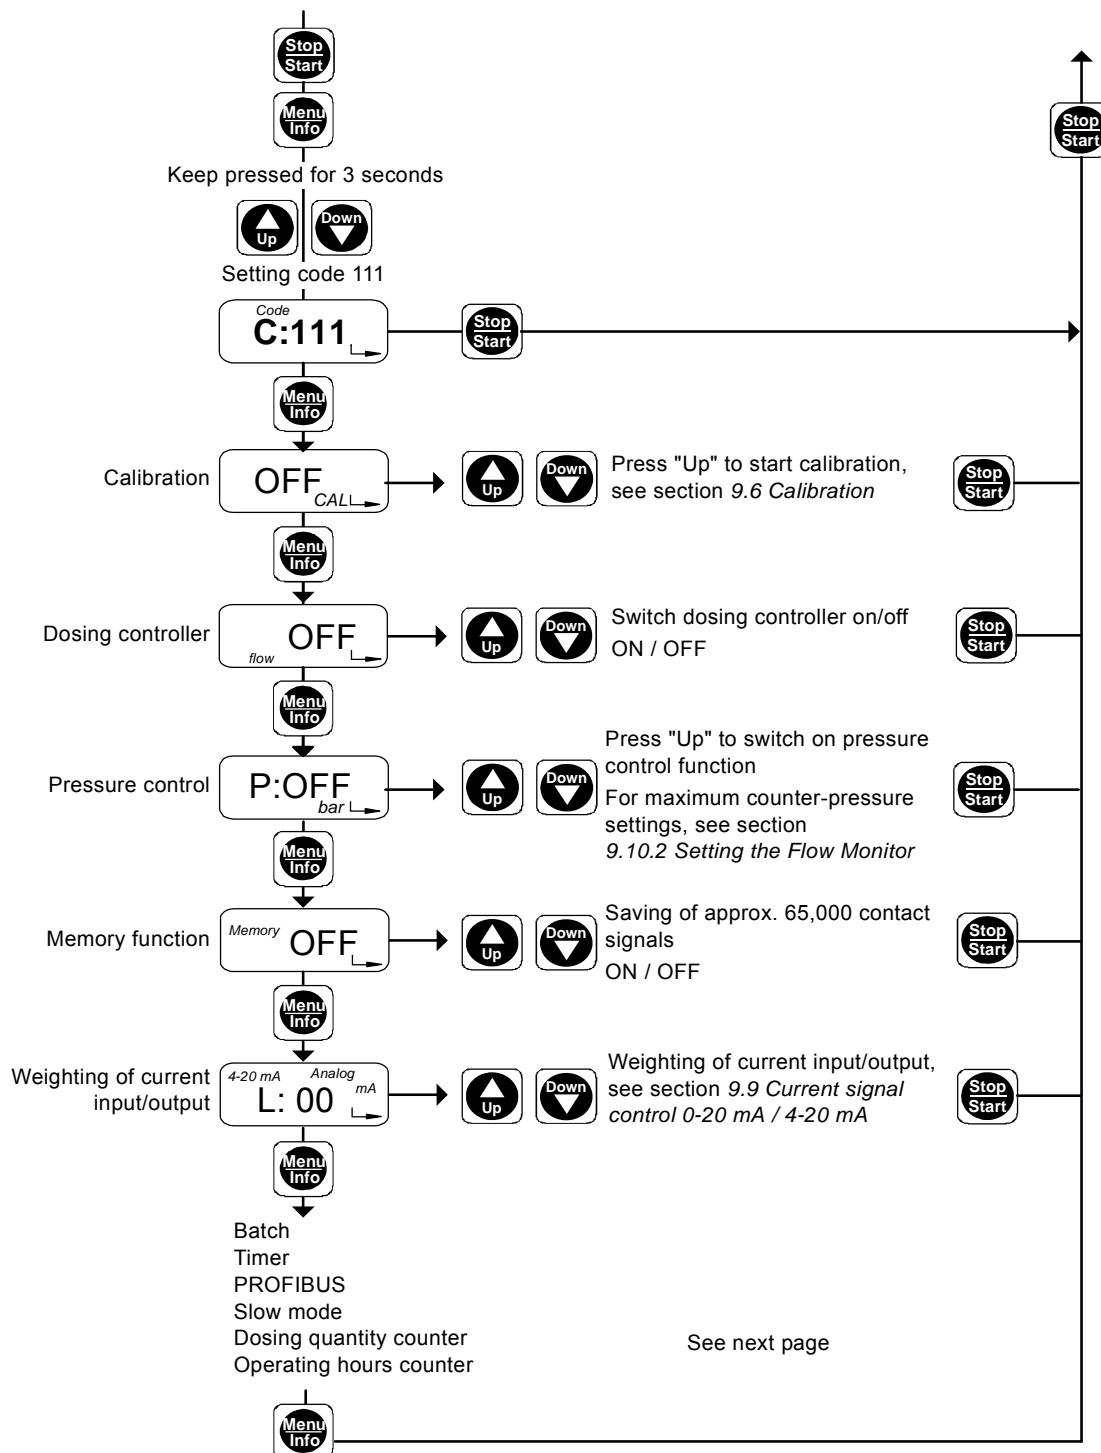 Stop
Start
Menu
Info
Stop
Start
Keep pressed for 3 seconds
Up
Down
Setting code 111
Code
C:111
Stop
Start
Menu
Info
Calibration
OFF
CAL
Up
Down
Press "Up" to start calibration,
see section 9.6 Calibration
Stop
Start
Menu
Info
Dosing controller
OFF
flow
Up
Down
Switch dosing controller on/off
ON / OFF
Stop
Start
Menu
Info
Pressure control
P:OFF
bar
Up
Down
Press "Up" to switch on pressure
control function
For maximum counter-pressure
settings, see section
9.10.2 Setting the Flow Monitor
Stop
Start
Menu
Info
Memory function
Memory
OFF
Up
Down
Saving of approx. 65,000 contact
signals
ON / OFF
Stop
Start
Menu
Info
Weighting of current
input/output
4-20 mA
Analog
mA
L: 00
Up
Down
Weighting of current input/output,
see section 9.9 Current signal
control 0-20 mA / 4-20 mA
Stop
Start
Menu
Info
Batch
Timer
PROFIBUS
Slow mode
Dosing quantity counter
Operating hours counter
See next page
Menu
Info